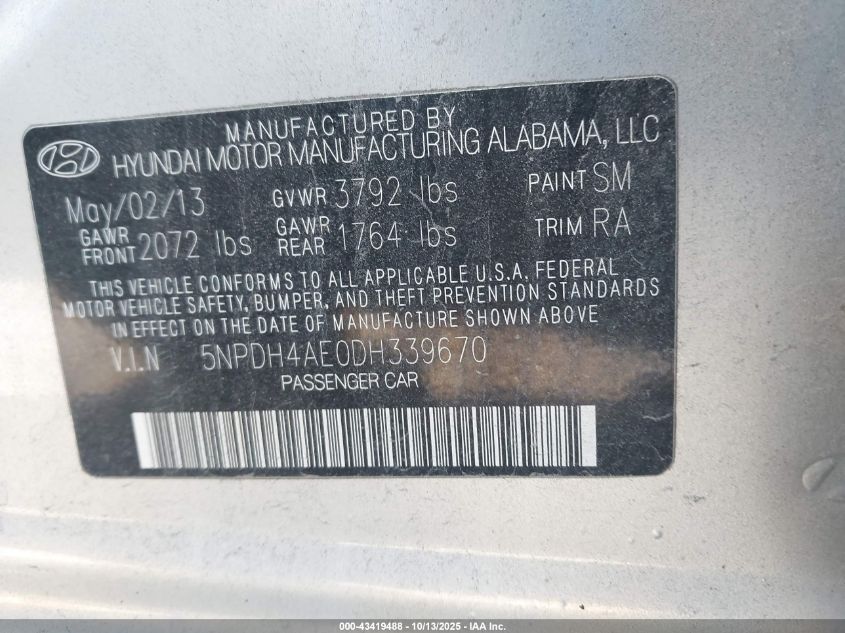 MANUFACTURED BY
HYUNDAI MOTOR MANUFACTURING ALABAMA, LLC
May/02/13 GVWR 3792 lbs PAINT SM
GAWR FRONT 2072 lbs GAWR REAR 1764 lbs TRIM RA
THIS VEHICLE CONFORMS TO ALL APPLICABLE U.S.A. FEDERAL
MOTOR VEHICLE SAFETY, BUMPER, AND THEFT PREVENTION STANDARDS
IN EFFECT ON THE DATE OF MANUFACTURE SHOWN ABOVE
V.I.N 5NPDH4AE0DH339670
PASSENGER CAR
000-43419488 - 10/13/2025 - IAA Inc.